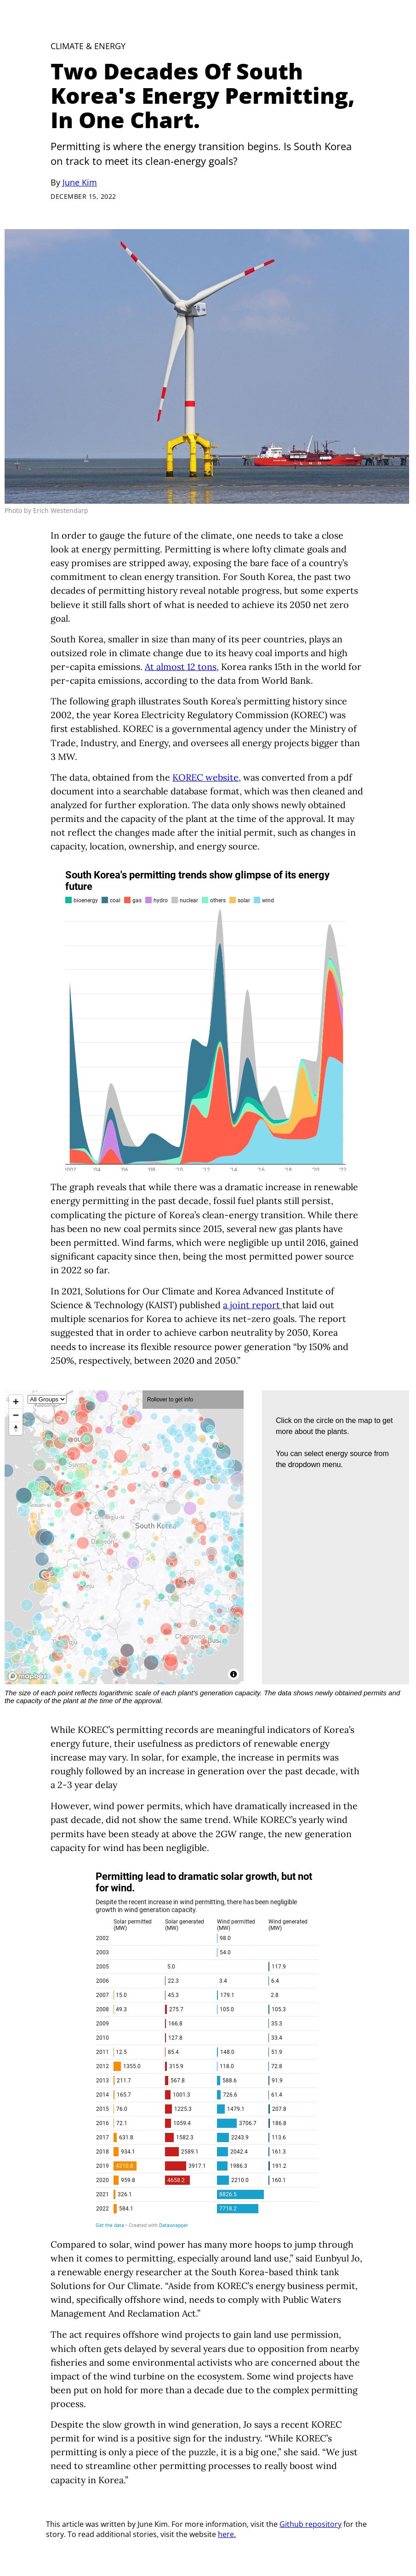 CLIMATE & ENERGY
Two Decades Of South
Korea's Energy Permitting,
In One Chart.
Permitting is where the energy transition begins. Is South Korea
on track to meet its clean-energy goals?
By June Kim
DECEMBER 15, 2022
Photo by Erich Westendarp
In order to gauge the future of the climate, one needs to take a close
look at energy permitting. Permitting is where lofty climate goals and
easy promises are stripped away, exposing the bare face of a country's
commitment to clean energy transition. For South Korea, the past two
decades of permitting history reveal notable progress, but some experts
believe it still falls short of what is needed to achieve its 2050 net zero
goal.
South Korea, smaller in size than many of its peer countries, plays an
outsized role in climate change due to its heavy coal imports and high
per-capita emissions. At almost 12 tons, Korea ranks 15th in the world for
per-capita emissions, according to the data from World Bank.
The following graph illustrates South Korea's permitting history since
2002, the year Korea Electricity Regulatory Commission (KOREC) was
first established. KOREC is a governmental agency under the Ministry of
Trade, Industry, and Energy, and oversees all energy projects bigger than
3 MW.
The data, obtained from the KOREC website, was converted from a pdf
document into a searchable database format, which was then cleaned and
analyzed for further exploration. The data only shows newly obtained
permits and the capacity of the plant at the time of the approval. It may
not reflect the changes made after the initial permit, such as changes in
capacity, location, ownership, and energy source.
South Korea's permitting trends show glimpse of its energy
future
bioenergy coal gas hydro nuclear others solar wind
The graph reveals that while there was a dramatic increase in renewable
energy permitting in the past decade, fossil fuel plants still persist,
complicating the picture of Korea's clean-energy transition. While there
has been no new coal permits since 2015, several new gas plants have
been permitted. Wind farms, which were negligible up until 2016, gained
significant capacity since then, being the most permitted power source
in 2022 so far.
In 2021, Solutions for Our Climate and Korea Advanced Institute of
Science & Technology (KAIST) published a joint report that laid out
multiple scenarios for Korea to achieve its net-zero goals. The report
suggested that in order to achieve carbon neutrality by 2050, Korea
needs to increase its flexible resource power generation "by 150% and
250%, respectively, between 2020 and 2050."
All Groups
Rollover to get info
South Korea
Changwon
mapbox
Click on the circle on the map to get
more about the plants.
You can select energy source from
the dropdown menu.
The size of each point reflects logarithmic scale of each plant's generation capacity. The data shows newly obtained permits and
the capacity of the plant at the time of the approval.
While KOREC's permitting records are meaningful indicators of Korea's
energy future, their usefulness as predictors of renewable energy
increase may vary. In solar, for example, the increase in permits was
roughly followed by an increase in generation over the past decade, with
a 2-3 year delay
However, wind power permits, which have dramatically increased in the
past decade, did not show the same trend. While KOREC's yearly wind
permits have been steady at above the 2GW range, the new generation
capacity for wind has been negligible.
Permitting led to dramatic solar growth, but not
for wind.
Despite the recent increase in wind permitting, there has been negligible
growth in wind generation capacity.
Solar permitted (MW) Solar generated (MW) Wind permitted (MW) Wind generated (MW)
2002 98.0
2003 54.0
2005 5.0 117.9
2006 22.3 3.4 6.4
2007 15.0 45.3 179.1 2.8
2008 49.3 275.7 105.0 105.3
2009 166.8 35.3
2010 127.8 33.4
2011 12.5 85.4 148.0 51.9
2012 1355.0 315.9 118.0 72.8
2013 211.7 567.8 588.6 91.9
2014 165.7 1001.3 726.6 61.4
2015 76.0 1225.3 1479.1 207.8
2016 72.1 1059.4 3706.7 186.8
2017 631.8 1582.3 2243.9 113.6
2018 934.1 2589.1 2042.4 161.3
2019 4210.8 3917.1 1986.3 191.2
2020 959.8 4658.2 2210.0 160.1
2021 326.1 8826.5
2022 584.1 7718.2
Get the data • Created with Datawrapper
Compared to solar, wind power has many more hoops to jump through
when it comes to permitting, especially around land use," said Eunbyul Jo,
a renewable energy researcher at the South Korea-based think tank
Solutions for Our Climate. "Aside from KOREC's energy business permit,
wind, specifically offshore wind, needs to comply with Public Waters
Management And Reclamation Act."
The act requires offshore wind projects to gain land use permission,
which often gets delayed by several years due to opposition from nearby
fisheries and some environmental activists who are concerned about the
impact of the wind turbine on the ecosystem. Some wind projects have
been put on hold for more than a decade due to the complex permitting
process.
Despite the slow growth in wind generation, Jo says a recent KOREC
permit for wind is a positive sign for the industry. "While KOREC's
permitting is only a piece of the puzzle, it is a big one," she said. "We just
need to streamline other permitting processes to really boost wind
capacity in Korea."
This article was written by June Kim. For more information, visit the Github repository for the
story. To read additional stories, visit the website here.